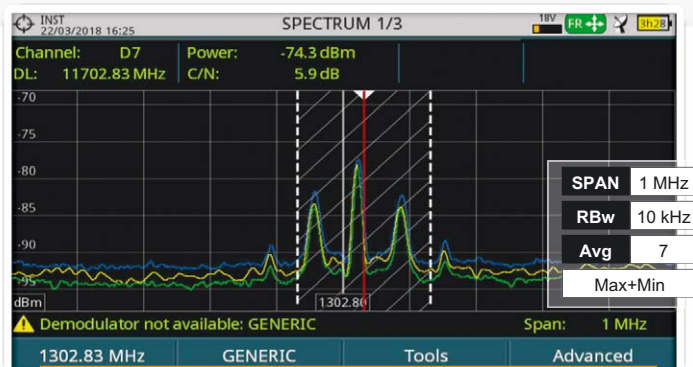 INST
22/03/2018 16:25
SPECTRUM 1/3
18V
FR
3h28
Channel: D7
Power: -74.3 dBm
DL: 11702.83 MHz
C/N: 5.9 dB
-70
-75
-80
-85
-90
-95
dBm
1302.80
SPAN 1 MHz
RBw 10 kHz
Avg 7
Max+Min
Demodulator not available: GENERIC
Span: 1 MHz
1302.83 MHz
GENERIC
Tools
Advanced